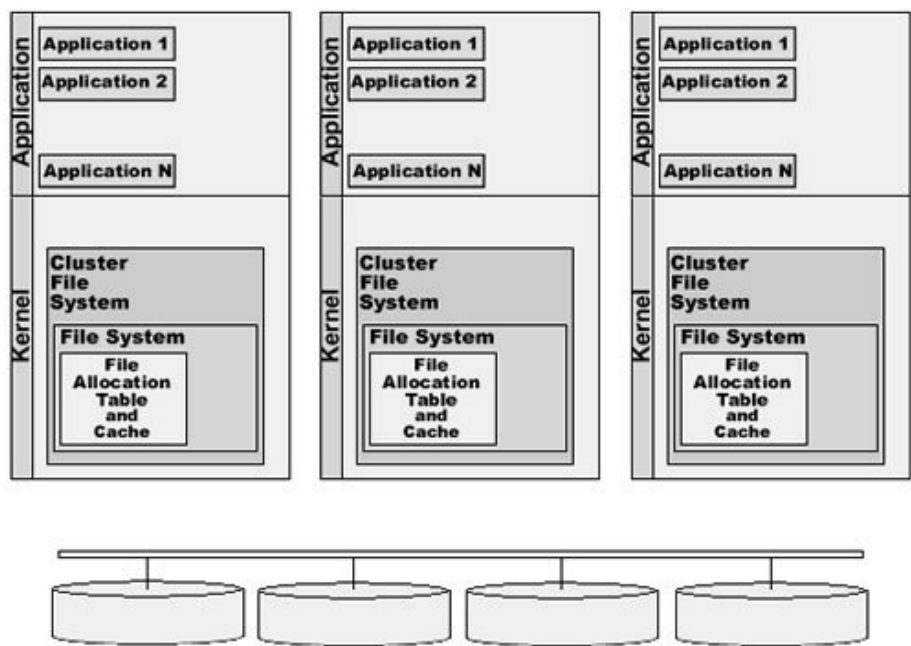 Application
Application 1
Application 2
Application N
Kernel
Cluster
File
System
File System
File
Allocation
Table
and
Cache
Application
Application 1
Application 2
Application N
Kernel
Cluster
File
System
File System
File
Allocation
Table
and
Cache
Application
Application 1
Application 2
Application N
Kernel
Cluster
File
System
File System
File
Allocation
Table
and
Cache